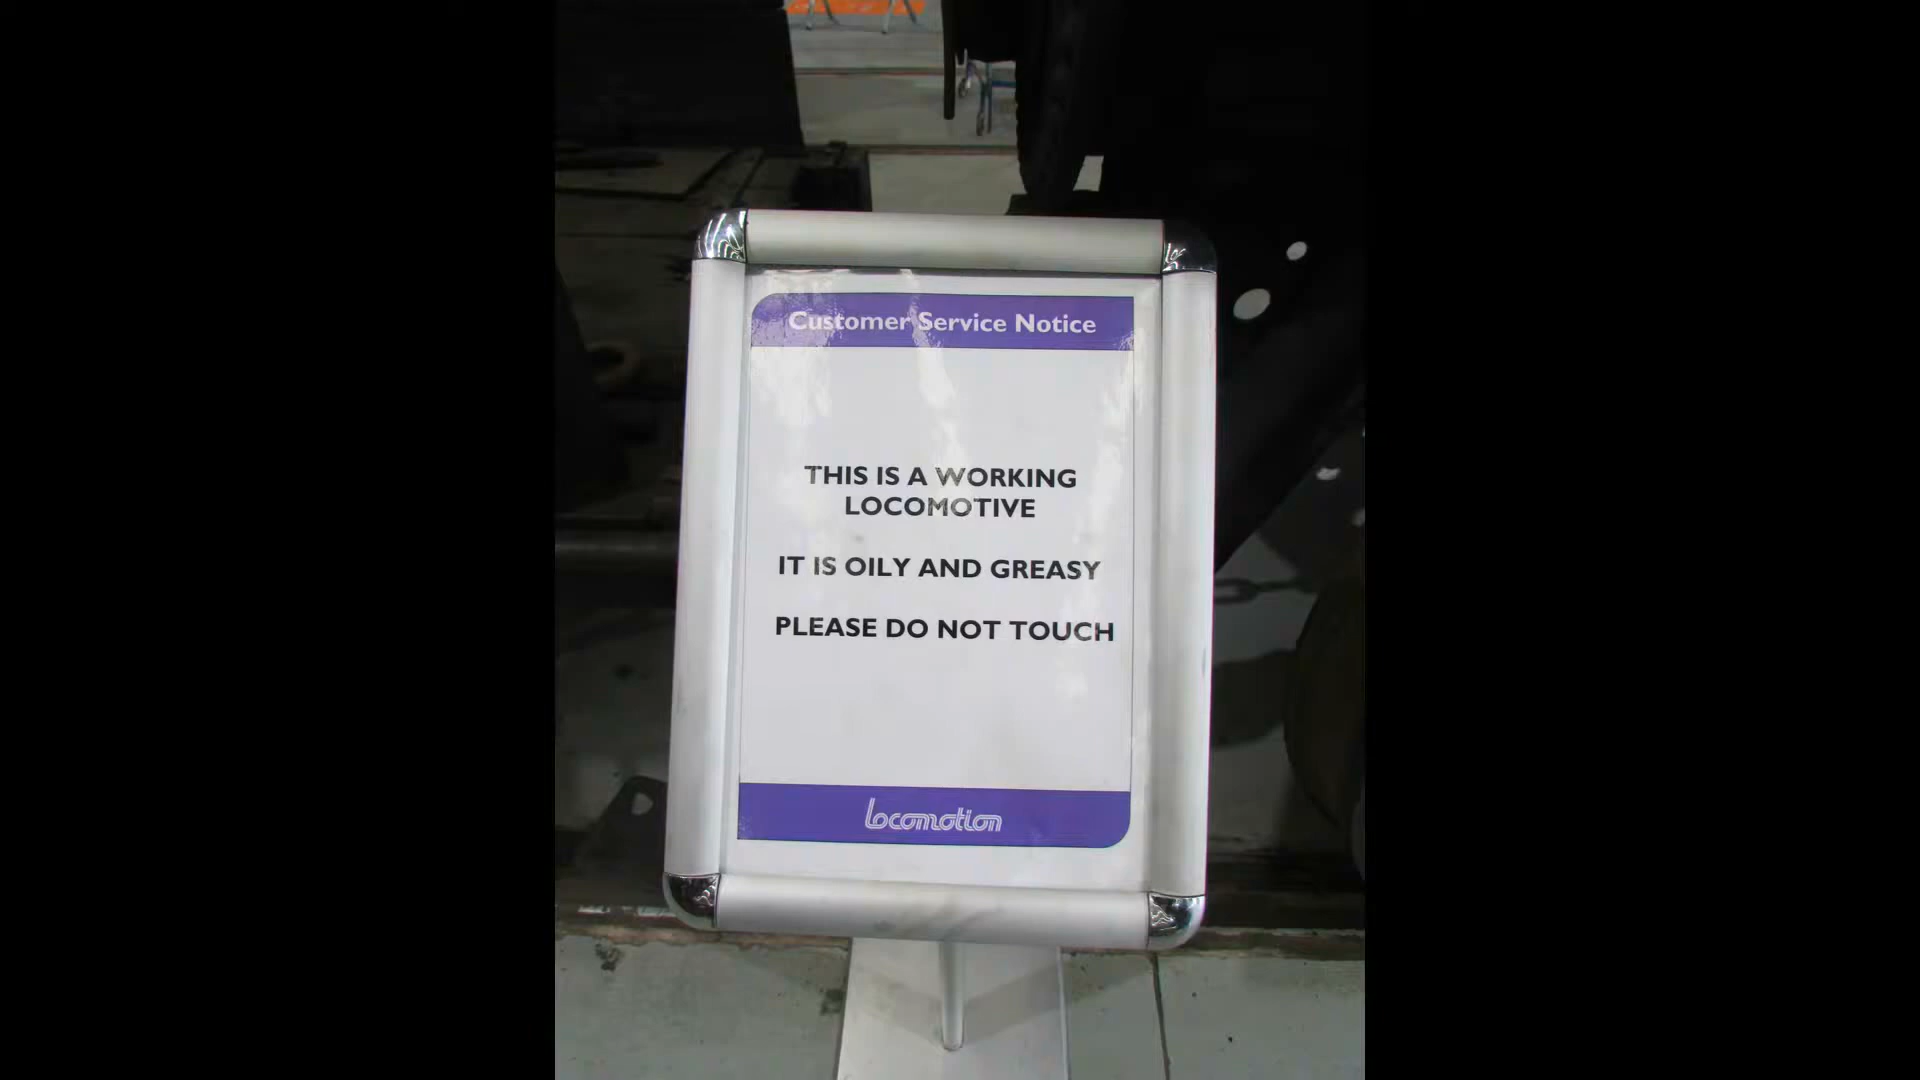 Customer Service Notice
THIS IS A WORKING
LOCOMOTIVE
IT IS OILY AND GREASY
PLEASE DO NOT TOUCH
locomotion